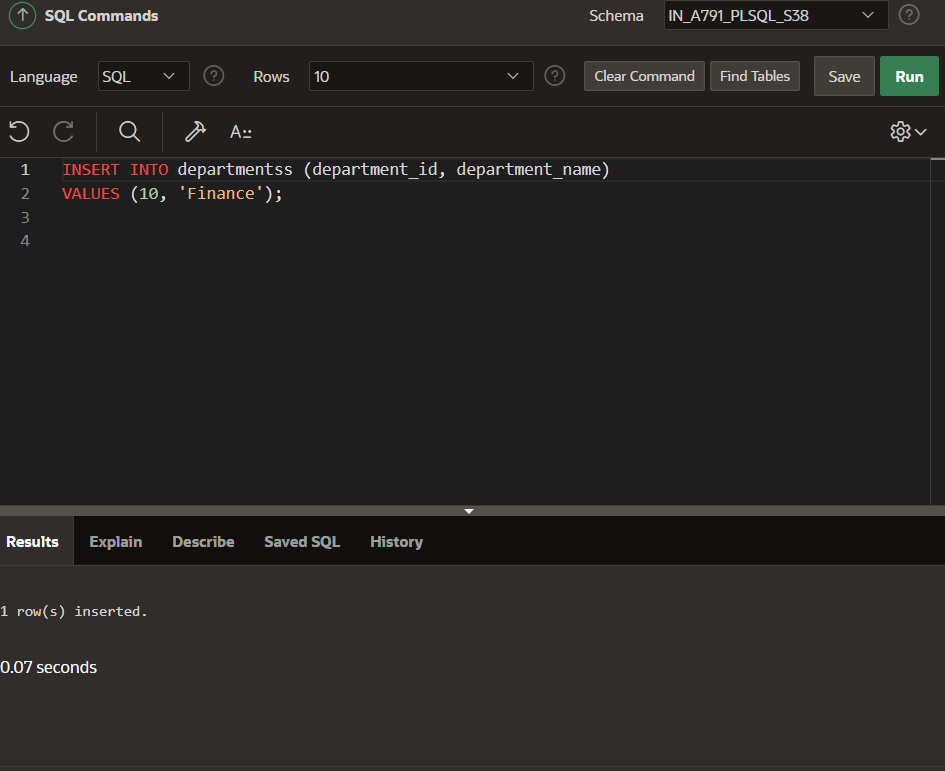 SQL Commands Schema IN_A791_PLSQL_S38 ?
Language SQL ? Rows 10 ? Clear Command Find Tables Save Run
A::
1 INSERT INTO departmentss (department_id, department_name)
2 VALUES (10, 'Finance');
3
4
Results Explain Describe Saved SQL History
1 row(s) inserted.
0.07 seconds